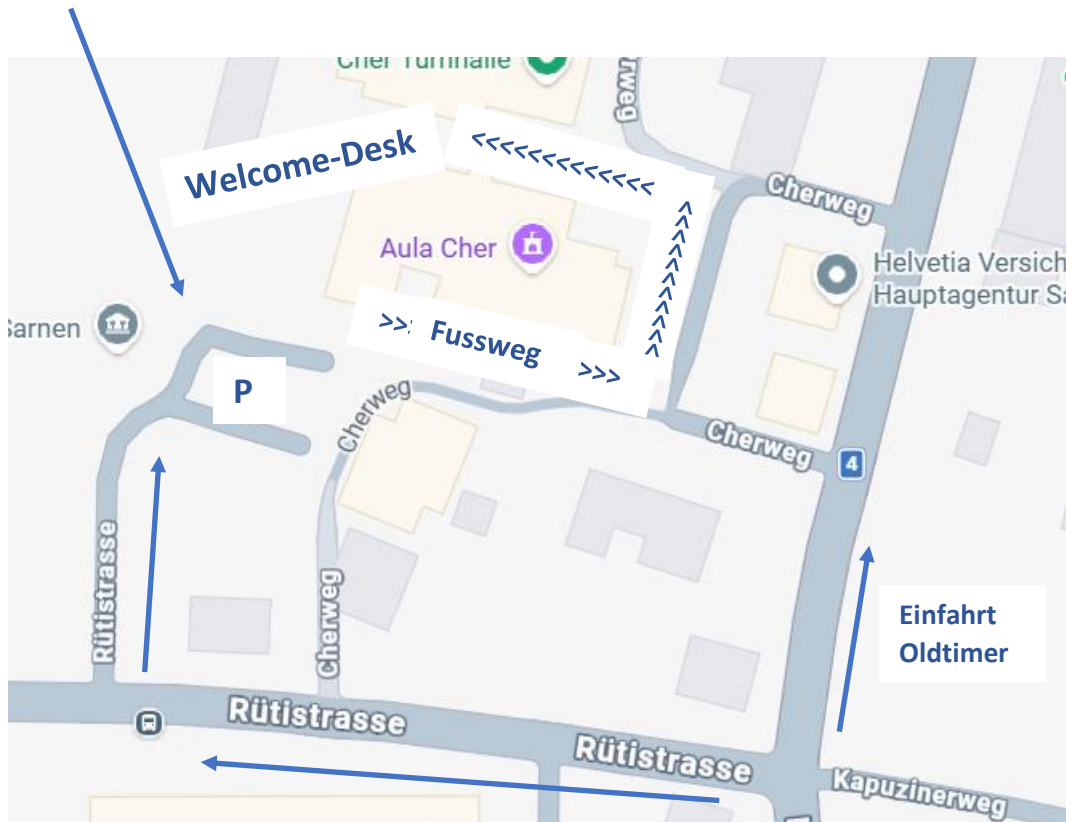 Cher Turnhalle
erweg
Welcome-Desk
<<<<<<<<<<<<<
Cherweg
Aula Cher
^^^^^^^^^^^^
Helvetia Versich
Hauptagentur Sa
Sarnen
>>:
Fussweg
>>>
P
Cherweg
Cherweg
4
Rütistrasse
Cherweg
Einfahrt
Oldtimer
Rütistrasse
Rütistrasse
Kapuzinerweg